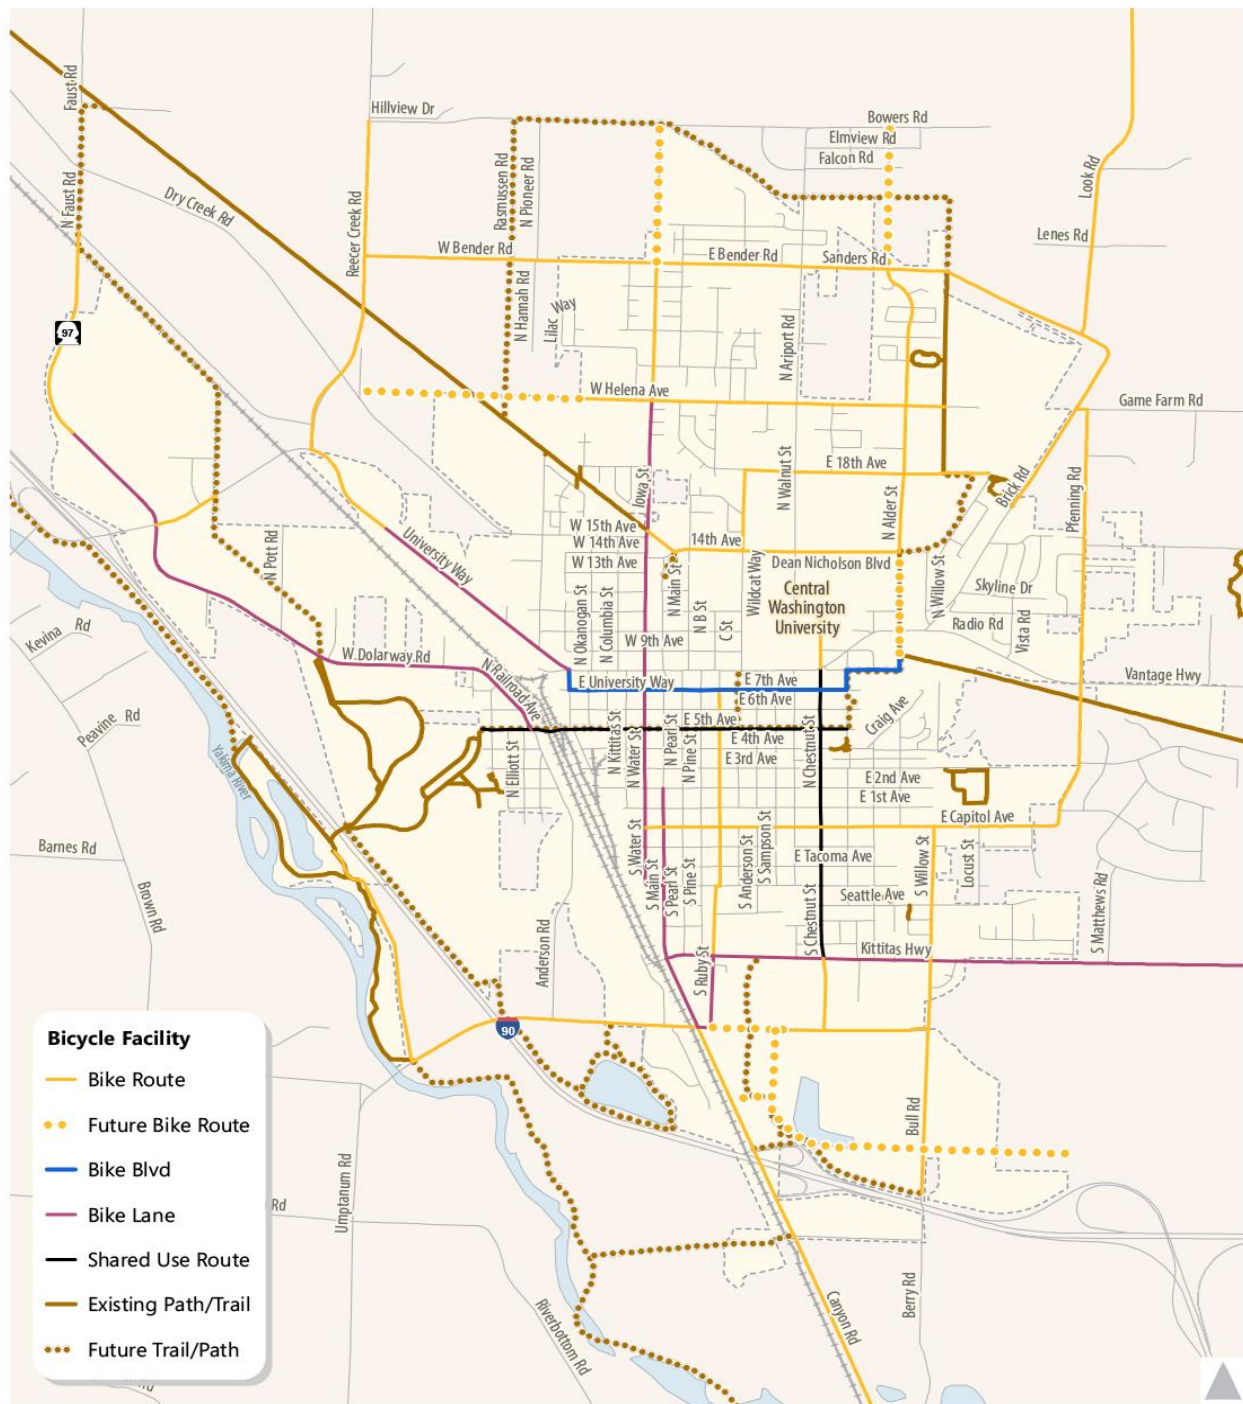 Faust Rd
Hillview Dr
Bowers Rd
Elmview Rd
Falcon Rd
N Faust Rd
Dry Creek Rd
Reecer Creek Rd
Rasmussen Rd
N Pioneer Rd
Look Rd
Lenes Rd
W Bender Rd
E Bender Rd
Sanders Rd
97
N Hannah Rd
Lilac Way
N Ariport Rd
W Helena Ave
Game Farm Rd
E 18th Ave
Iowa St
N Walnut St
N Alder St
Brick Rd
Pfenning Rd
W 15th Ave
W 14th Ave
14th Ave
W 13th Ave
University Way
N Pott Rd
Dean Nicholson Blvd
Central
Washington
University
N Okanogan St
N Columbia St
N Main St
N B St
C St
Wildcat Way
N Willow St
Skyline Dr
Radio Rd
Vista Rd
Kevina Rd
W 9th Ave
W Dolarway Rd
N Railroad Ave
E University Way
E 7th Ave
E 6th Ave
Vantage Hwy
Peavine Rd
E 5th Ave
E 4th Ave
E 3rd Ave
Craig Ave
N Elliott St
N Kittitas St
N Water St
N Pearl St
N Pine St
N Chestnut St
Yakima River
E 2nd Ave
E 1st Ave
E Capitol Ave
Barnes Rd
Brown Rd
S Water St
S Main St
S Pearl St
S Pine St
S Anderson St
S Sampson St
E Tacoma Ave
S Willow St
Locust St
Seattle Ave
S Matthews Rd
Anderson Rd
S Ruby St
S Chestnut St
Kittitas Hwy
90
Bull Rd
Umptanum Rd
Rd
Riverbottom Rd
Canyon Rd
Berry Rd
Bicycle Facility
Bike Route
Future Bike Route
Bike Blvd
Bike Lane
Shared Use Route
Existing Path/Trail
Future Trail/Path